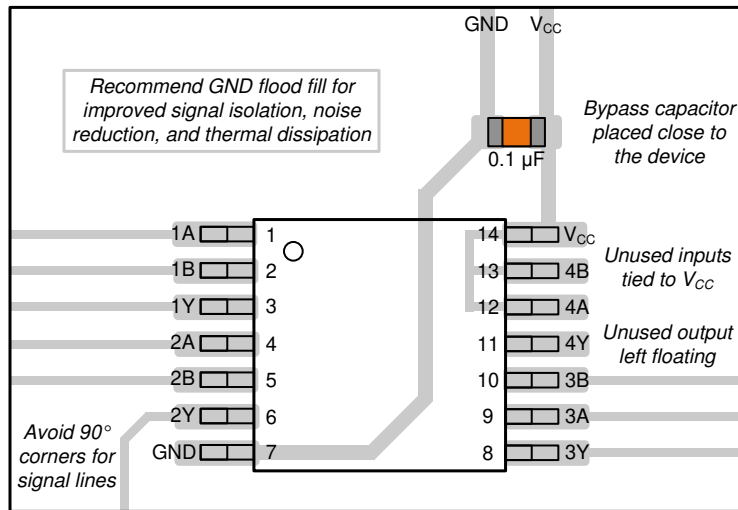 GND VCC
Recommend GND flood fill for
improved signal isolation, noise
reduction, and thermal dissipation
Bypass capacitor
placed close to
the device
0.1 µF
1A 1 14 VCC
1B 2 13 4B
Unused inputs
tied to VCC
1Y 3 12 4A
2A 4 11 4Y
Unused output
left floating
2B 5 10 3B
2Y 6 9 3A
GND 7 8 3Y
Avoid 90°
corners for
signal lines